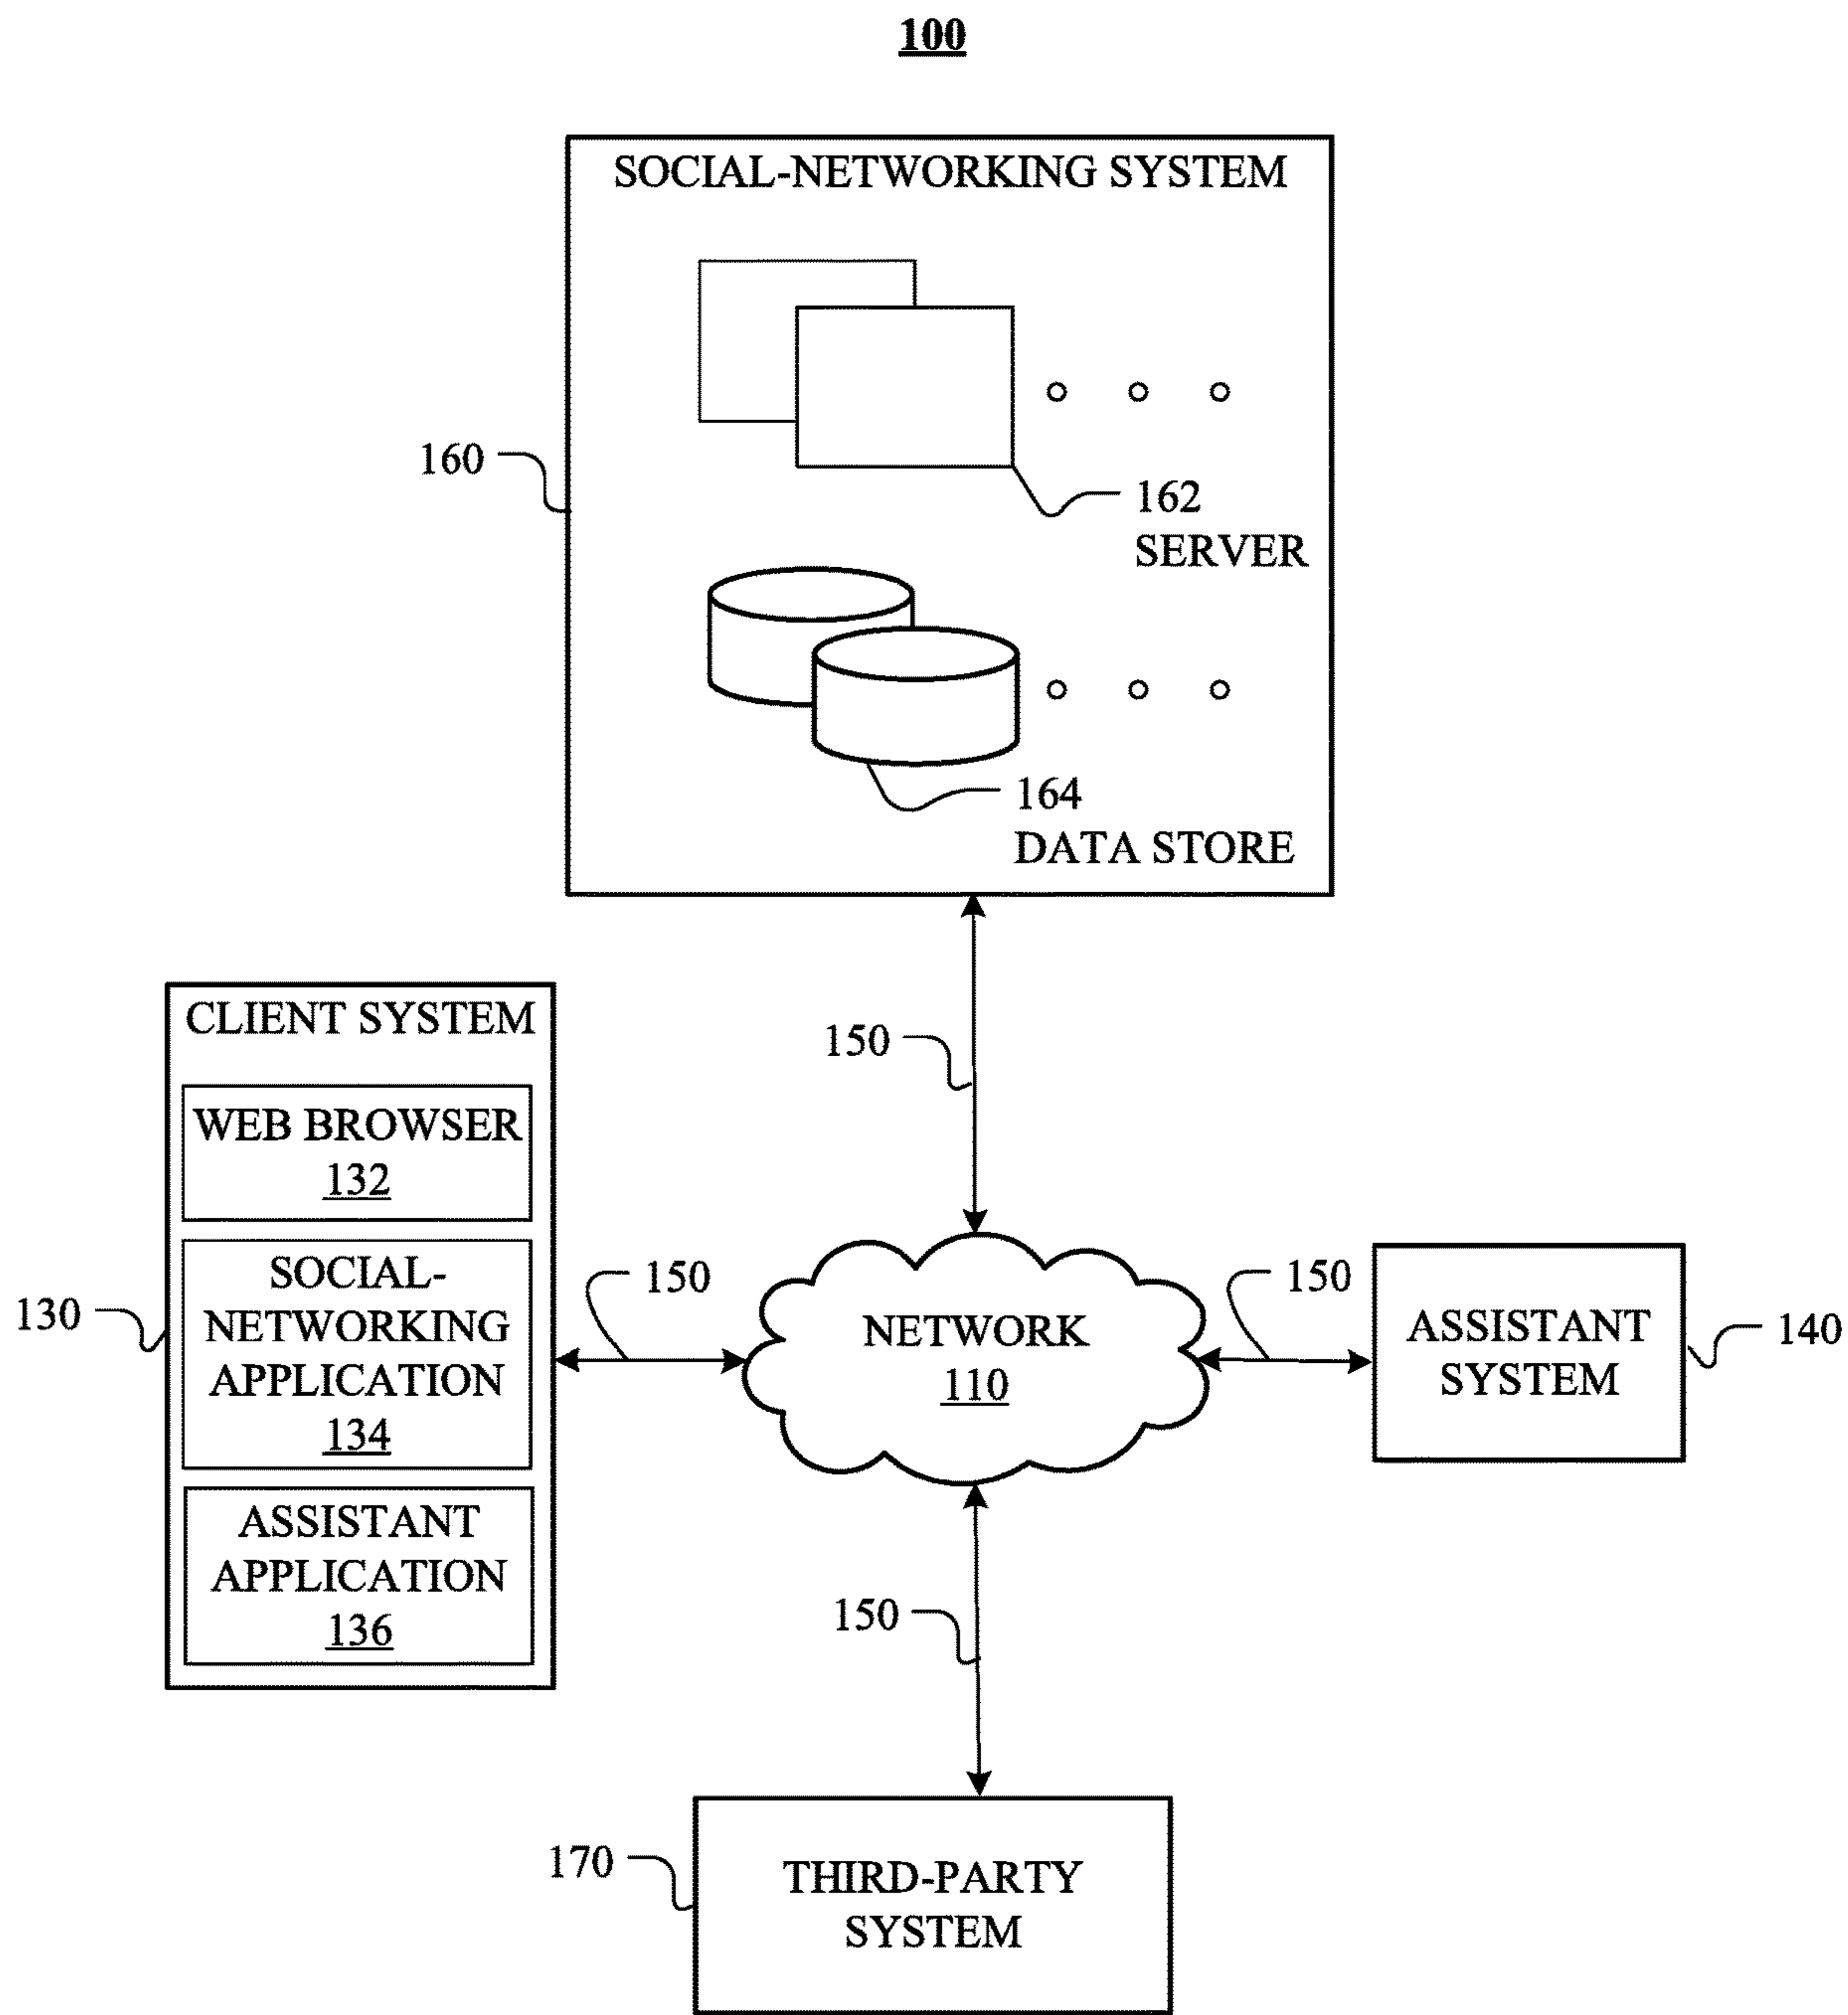 100
SOCIAL-NETWORKING SYSTEM
160
162
SERVER
164
DATA STORE
CLIENT SYSTEM
WEB BROWSER
132
SOCIAL-
NETWORKING
APPLICATION
134
ASSISTANT
APPLICATION
136
130
150
150
NETWORK
110
150
ASSISTANT
SYSTEM
140
150
170
THIRD-PARTY
SYSTEM